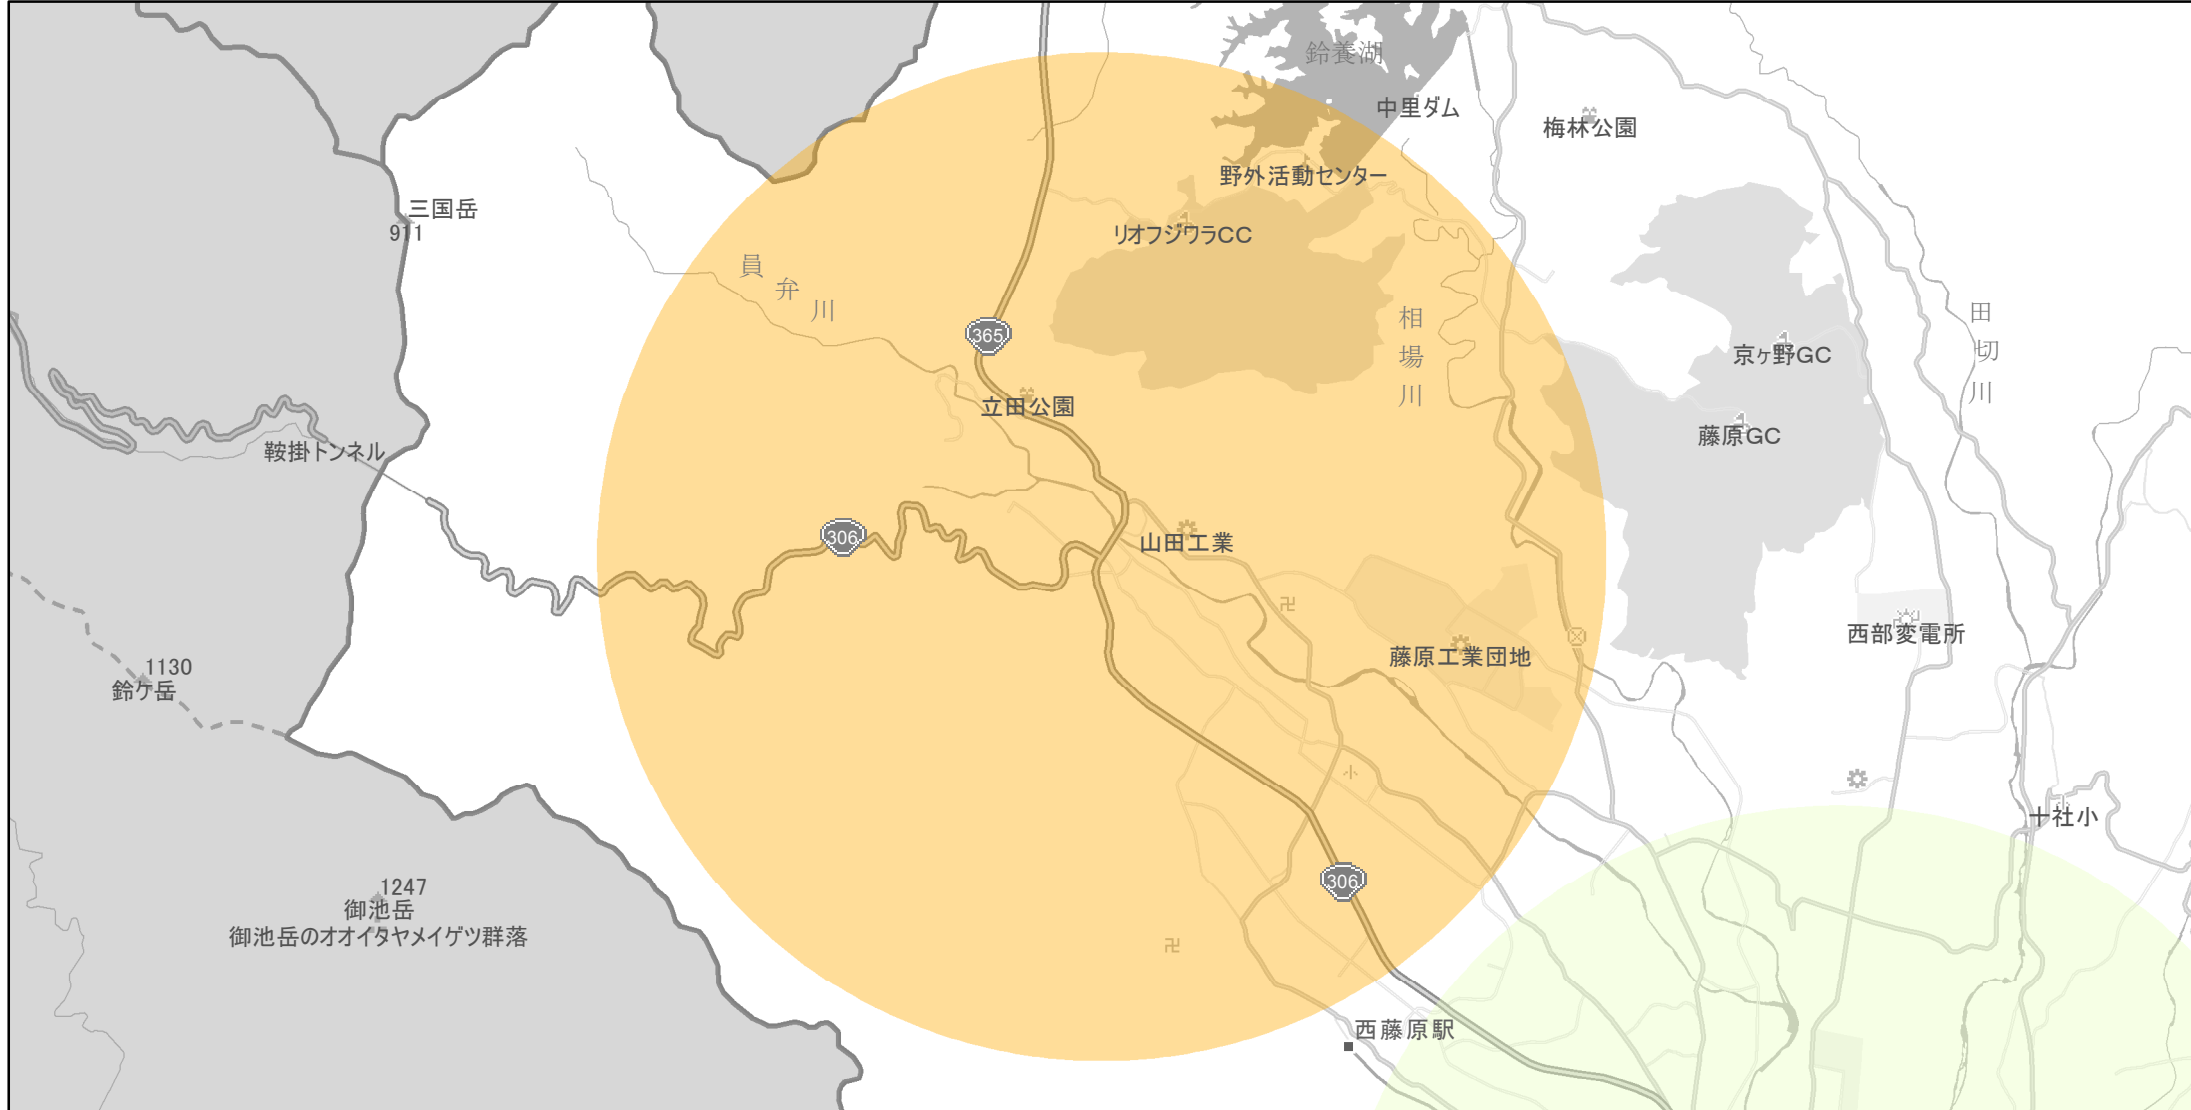 鈴養湖
中里ダム
梅林公園
野外活動センター
三国岳
911
リオフジワラCC
員弁川
365
相場川
田切川
京ヶ野GC
立田公園
藤原GC
鞍掛トンネル
306
山田工業
西部変電所
藤原工業団地
1130
鈴ケ岳
小
十社小
306
1247
御池岳
御池岳のオオイタヤメイゲツ群落
西藤原駅